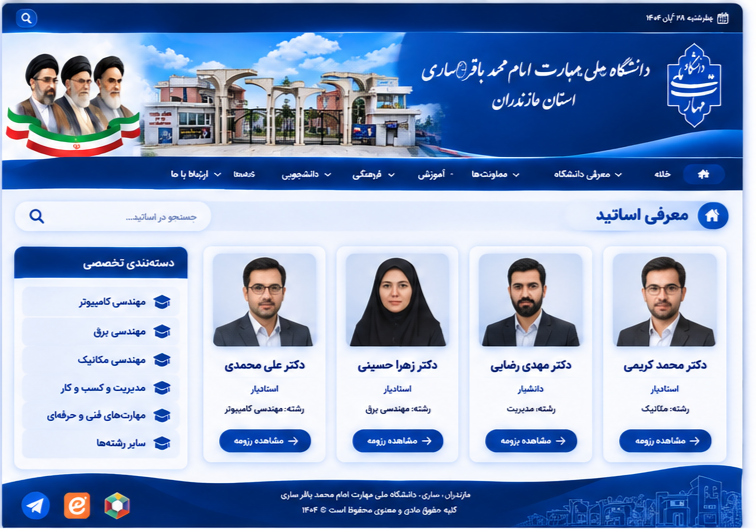 چهارشنبه ۲۸ آبان ۱۴۰۴
دانشگاه ملی مهارت امام محمد باقر ساری
استان مازندران
دانشگاه ملی مهارت
خانه
معرفی دانشگاه
معاونت‌ها
آموزشی
فرهنگی
دانشجویی
ارتباط با ما
معرفی اساتید
جستجو در اساتید...
دکتر محمد کریمی
استادیار
رشته: مکانیک
مشاهده رزومه
دکتر مهدی رضایی
دانشیار
رشته: مدیریت
مشاهده بزومه
دکتر زهرا حسینی
استادیار
رشته: مهندسی برق
مشاهده رزومه
دکتر علی محمدی
استادیار
رشته: مهندسی کامپیوتر
مشاهده رزومه
دسته‌بندی تخصصی
مهندسی کامپیوتر
مهندسی برق
مهندسی مکانیک
مدیریت و کسب و کار
مهارت‌های فنی و حرفه‌ای
سایر رشته‌ها
مازندران، ساری، دانشگاه ملی مهارت امام محمد باقر ساری
کلیه حقوق مادی و معنوی محفوظ است © ۱۴۰۴